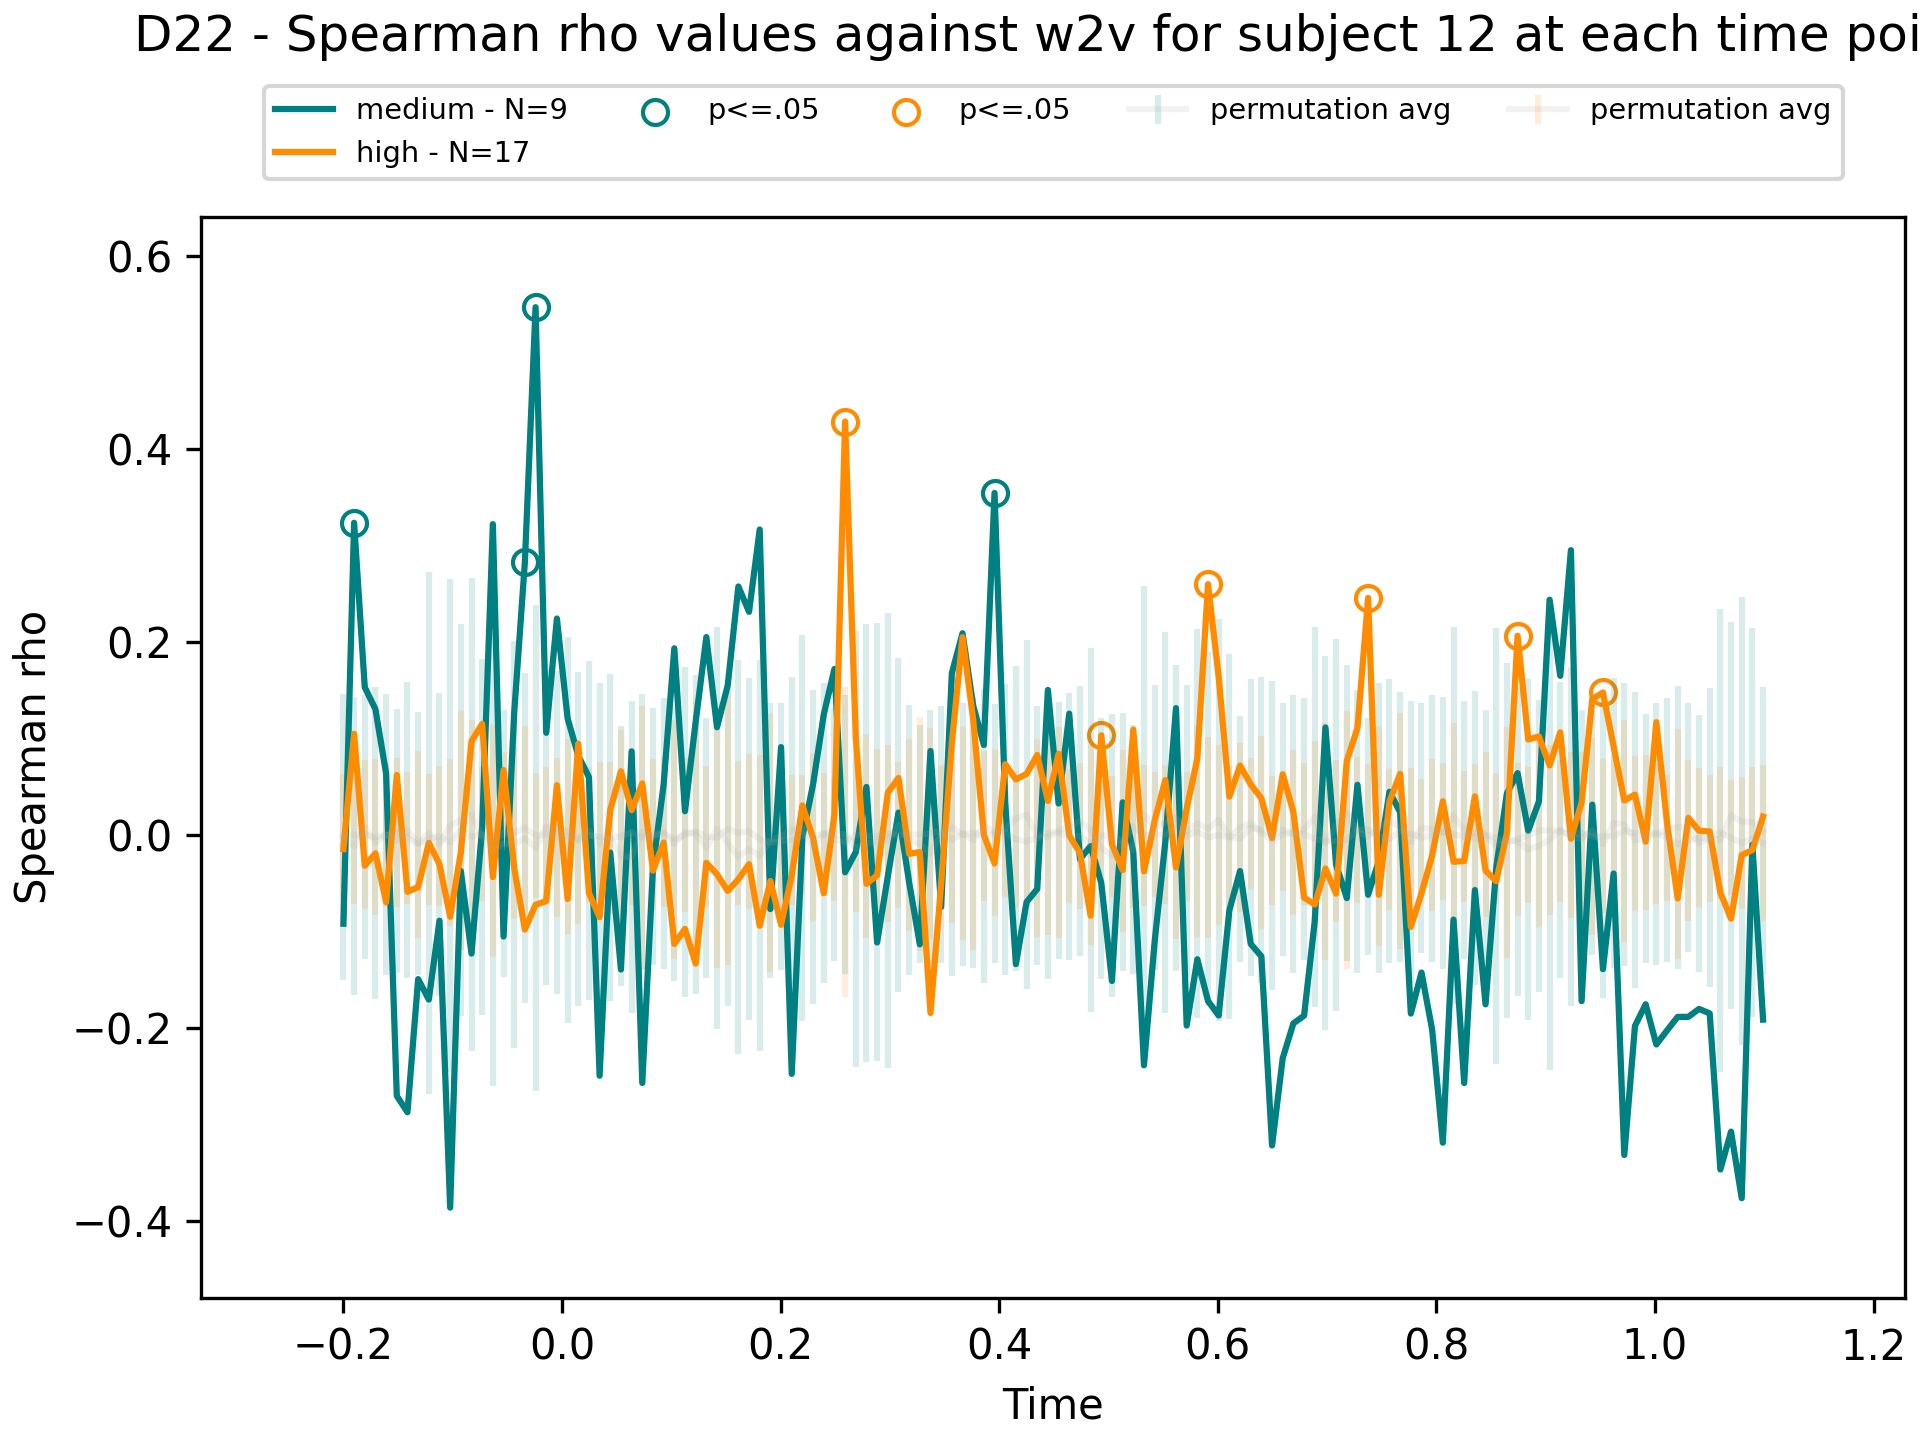 D22 - Spearman rho values against w2v for subject 12 at each time poi
medium - N=9
high - N=17
p<=.05
p<=.05
permutation avg
permutation avg
Spearman rho
0.6
0.4
0.2
0.0
−0.2
−0.4
−0.2 0.0 0.2 0.4 0.6 0.8 1.0 1.2
Time